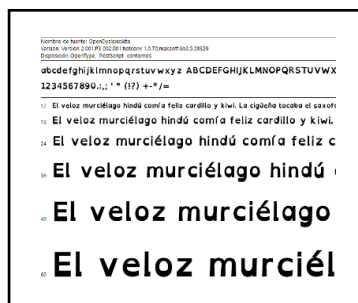 Nombre de fuente: OpenDyslexicAlta
Versión: Version 2.001;PS 002.001;hotconv 1.0.70;makeotf.lib2.5.58329
Disposición OpenType, PostScript contornos
abcdefghijklmnopqrstuvwxyz ABCDEFGHIJKLMNOPQRSTUVWX
1234567890.:,; ' " (!?) +-*/=
12 El veloz murciélago hindú comía feliz cardillo y kiwi. La cigüeña tocaba el saxofo
18 El veloz murciélago hindú comía feliz cardillo y kiwi.
24 El veloz murciélago hindú comía feliz c
36 El veloz murciélago hindú
48 El veloz murciélago
60 El veloz murciél